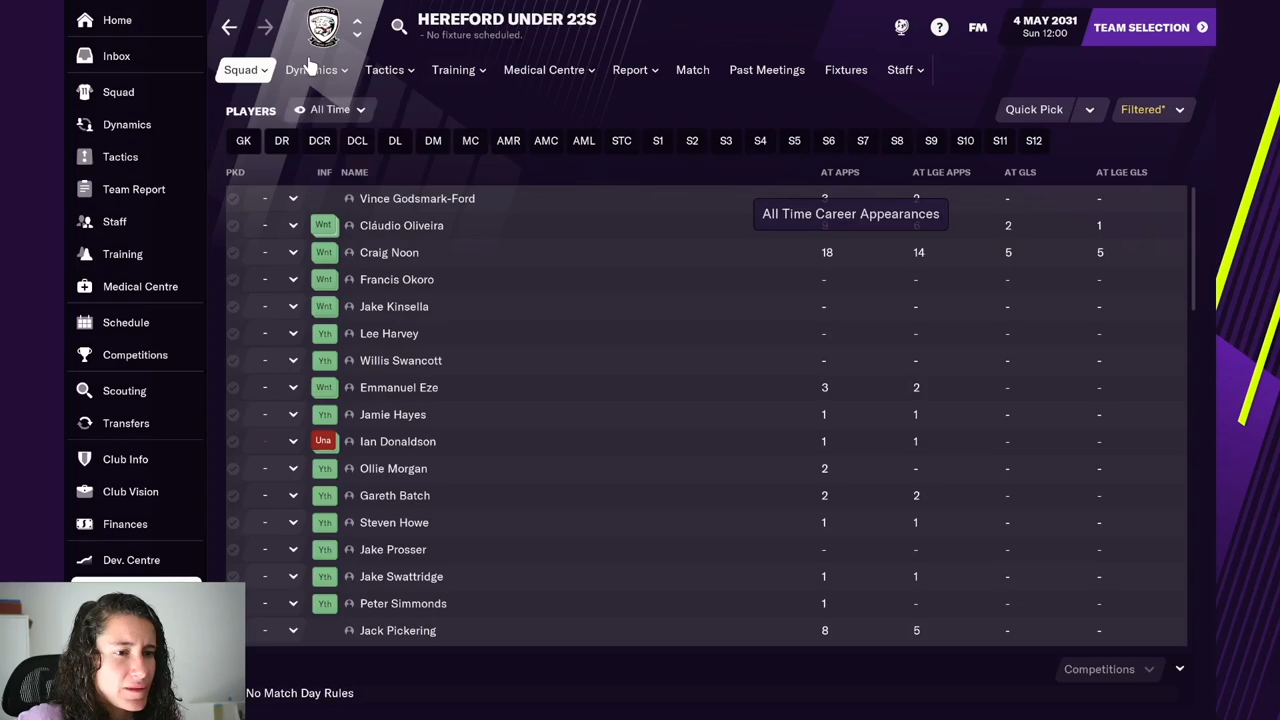 Home
HEREFORD UNDER 23S
- No fixture scheduled.
4 MAY 2031
Sun 12:00
FM
TEAM SELECTION
Inbox
Squad Dynamics Tactics Training Medical Centre Report Match Past Meetings Fixtures Staff
Squad
PLAYERS All Time Quick Pick Filtered*
Dynamics
GK DR DCR DCL DL DM MC AMR AMC AML STC S1 S2 S3 S4 S5 S6 S7 S8 S9 S10 S11 S12
Tactics
PKD INF NAME AT APPS AT LGE APPS AT GLS AT LGE GLS
Team Report
- Vince Godsmark-Ford - -
All Time Career Appearances
Staff
- Wnt Cláudio Oliveira 2 1
Training
- Wnt Craig Noon 18 14 5 5
Medical Centre
- Wnt Francis Okoro - - - -
- Wnt Jake Kinsella - - - -
Schedule
- Yth Lee Harvey - - - -
Competitions
- Yth Willis Swancott - - - -
Scouting
- Wnt Emmanuel Eze 3 2 - -
Transfers
- Yth Jamie Hayes 1 1 - -
- Una Ian Donaldson 1 1 - -
Club Info
- Yth Ollie Morgan 2 - - -
Club Vision
- Yth Gareth Batch 2 2 - -
Finances
- Yth Steven Howe 1 1 - -
- Yth Jake Prosser - - - -
Dev. Centre
- Yth Jake Swattridge 1 1 - -
- Yth Peter Simmonds 1 - - -
- Jack Pickering 8 5 - -
Competitions
No Match Day Rules